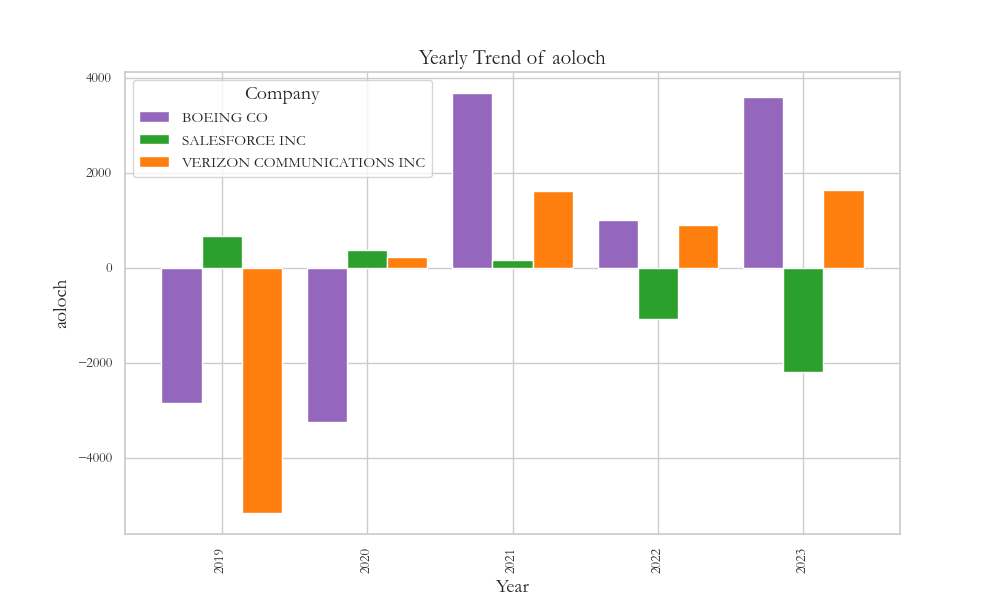 Yearly Trend of aoloch
Company
BOEING CO
SALESFORCE INC
VERIZON COMMUNICATIONS INC
4000
2000
0
−2000
−4000
aoloch
2019
2020
2021
2022
2023
Year